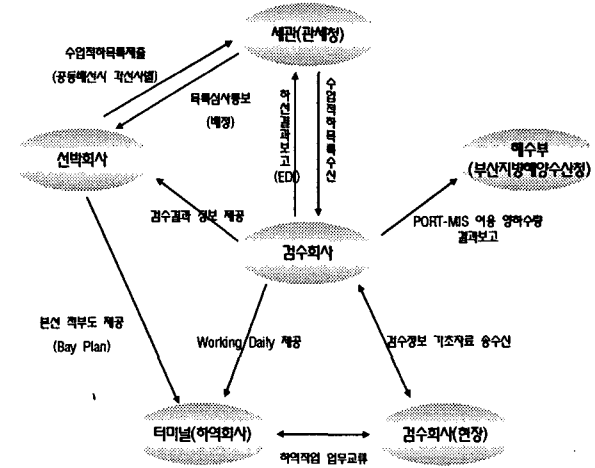 세관(관세청)
수입적하목록제출
(공동배선시 각선사별)
목록심사통보
(배정)
하선결과보고
(EDI)
수입적하목록수신
선박회사
해수부
(부산지방해양수산청)
검수결과 정보 제공
PORT-MIS 이용 양하수량
결과보고
검수회사
본선 적부도 제공
(Bay Plan)
Working Daily 제공
검수정보 기초자료 송수신
터미널(하역회사)
검수회사(현장)
하역작업 업무교류